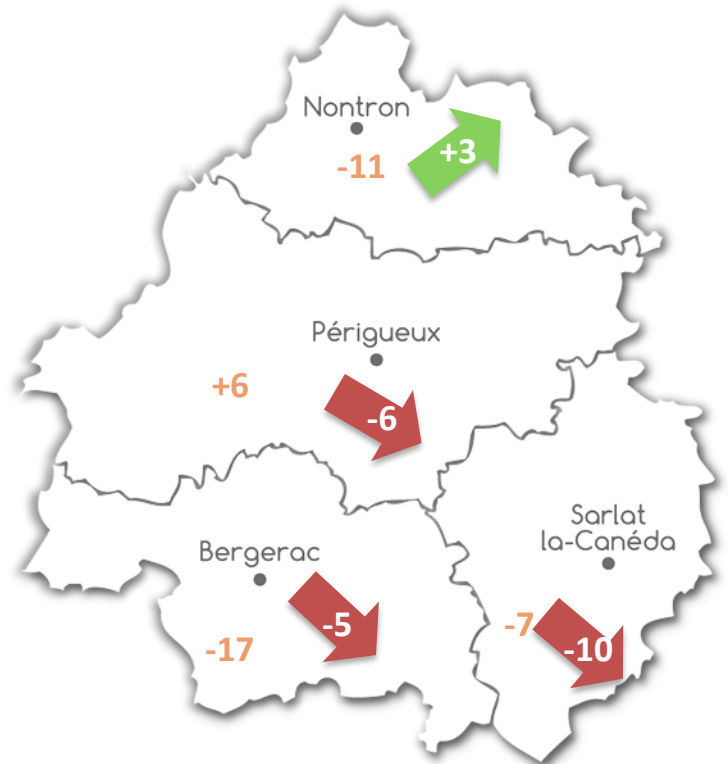 Nontron
-11
+3
Périgueux
+6
-6
Sarlat
la-Canéda
Bergerac
-17
-5
-7
-10